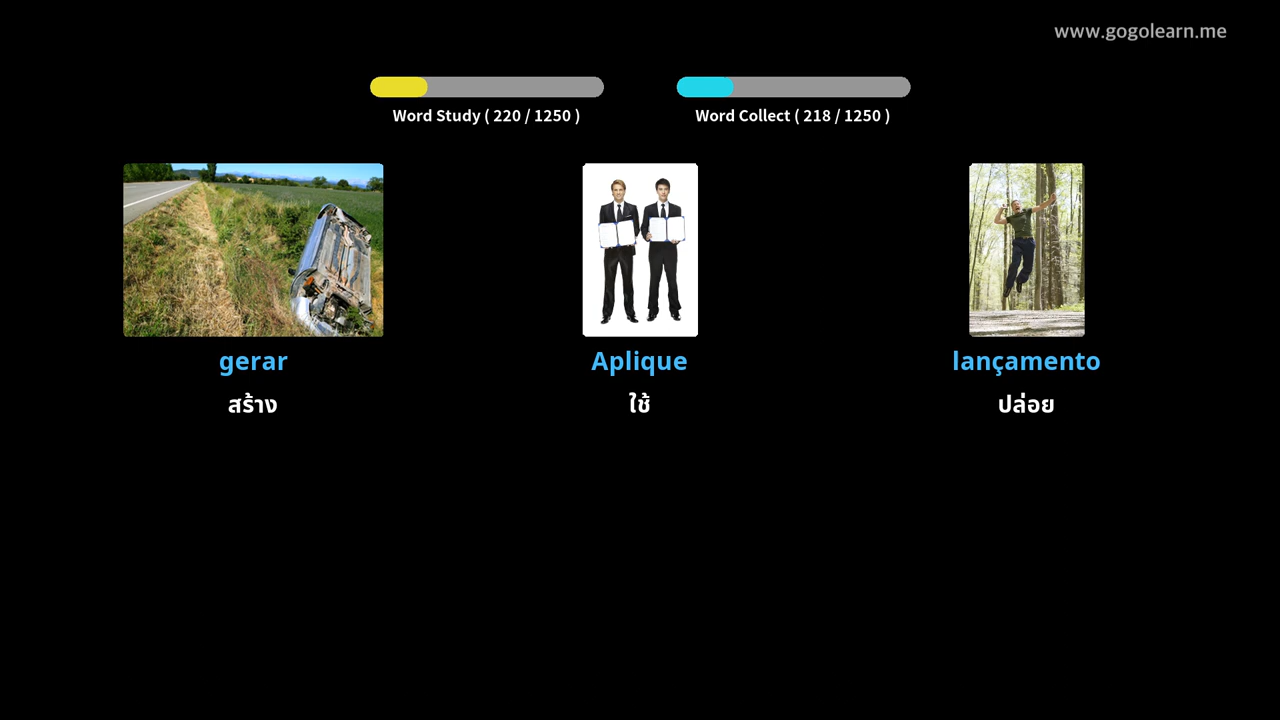 www.gogolearn.me
Word Study ( 220 / 1250 )
Word Collect ( 218 / 1250 )
gerar
Aplique
lançamento
สร้าง
ใช้
ปล่อย